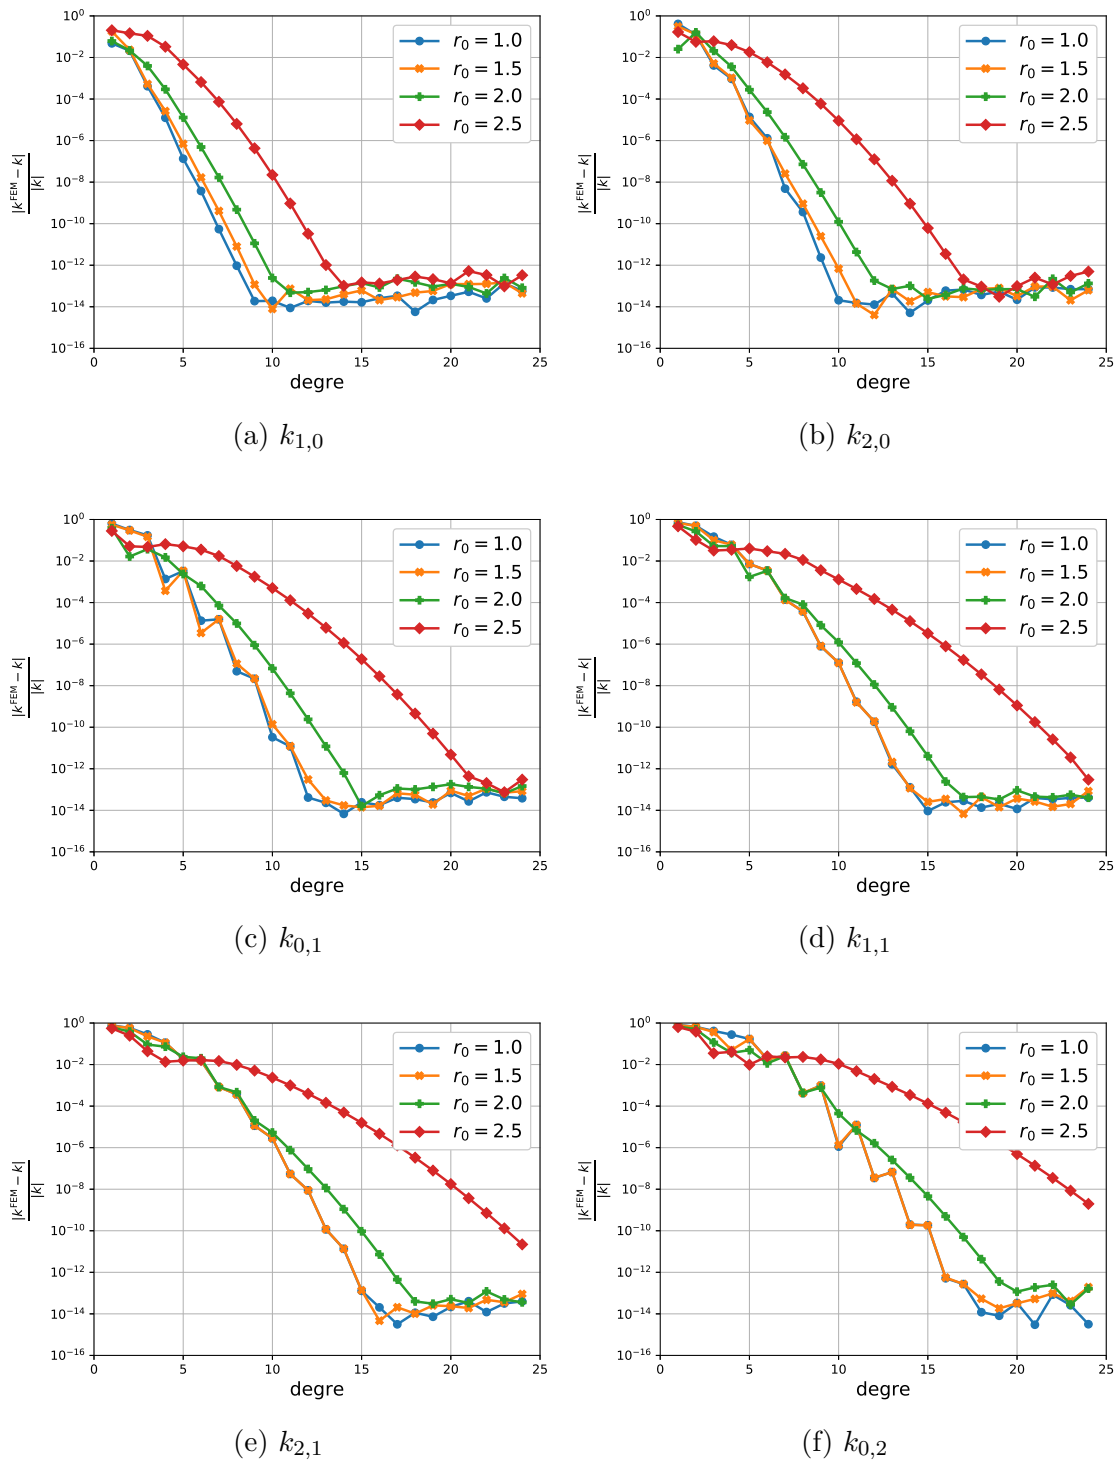 10^0
10^-2
10^-4
10^-6
10^-8
10^-10
10^-12
10^-14
10^-16
|k^FEM − k|
|k|
0 5 10 15 20 25
degre
r_0 = 1.0
r_0 = 1.5
r_0 = 2.0
r_0 = 2.5
(a) k_{1,0}
10^0
10^-2
10^-4
10^-6
10^-8
10^-10
10^-12
10^-14
10^-16
|k^FEM − k|
|k|
0 5 10 15 20 25
degre
r_0 = 1.0
r_0 = 1.5
r_0 = 2.0
r_0 = 2.5
(b) k_{2,0}
10^0
10^-2
10^-4
10^-6
10^-8
10^-10
10^-12
10^-14
10^-16
|k^FEM − k|
|k|
0 5 10 15 20 25
degre
r_0 = 1.0
r_0 = 1.5
r_0 = 2.0
r_0 = 2.5
(c) k_{0,1}
10^0
10^-2
10^-4
10^-6
10^-8
10^-10
10^-12
10^-14
10^-16
|k^FEM − k|
|k|
0 5 10 15 20 25
degre
r_0 = 1.0
r_0 = 1.5
r_0 = 2.0
r_0 = 2.5
(d) k_{1,1}
10^0
10^-2
10^-4
10^-6
10^-8
10^-10
10^-12
10^-14
10^-16
|k^FEM − k|
|k|
0 5 10 15 20 25
degre
r_0 = 1.0
r_0 = 1.5
r_0 = 2.0
r_0 = 2.5
(e) k_{2,1}
10^0
10^-2
10^-4
10^-6
10^-8
10^-10
10^-12
10^-14
10^-16
|k^FEM − k|
|k|
0 5 10 15 20 25
degre
r_0 = 1.0
r_0 = 1.5
r_0 = 2.0
r_0 = 2.5
(f) k_{0,2}